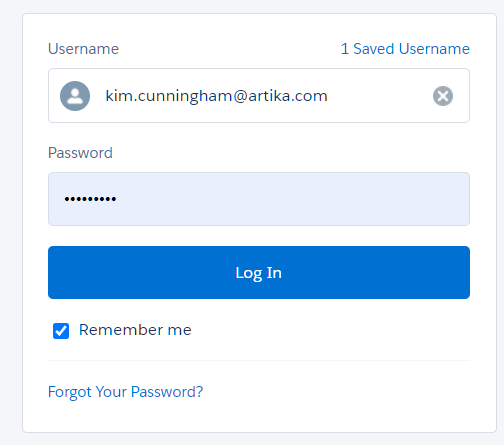 Username 1 Saved Username
kim.cunningham@artika.com
Password
•••••••••
Log In
Remember me
Forgot Your Password?